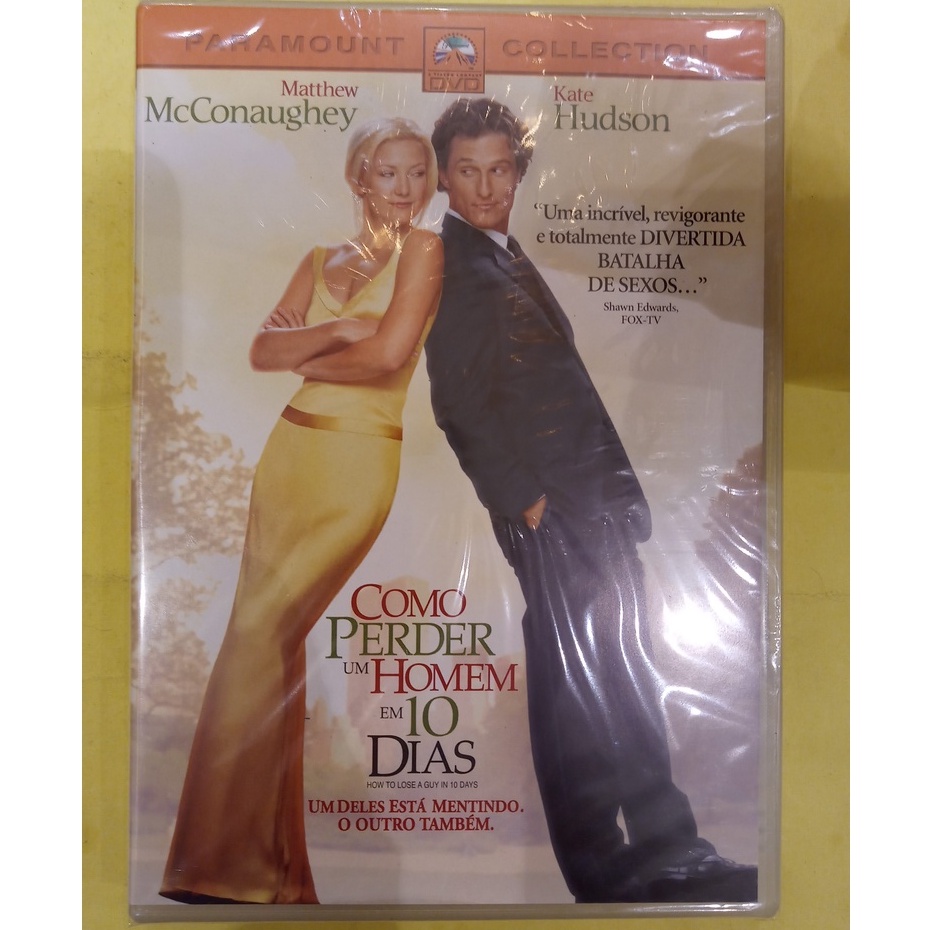 PARAMOUNT COLLECTION
DVD
Matthew
McConaughey
Kate
Hudson
“Uma incrível, revigorante
e totalmente DIVERTIDA
BATALHA
DE SEXOS...”
Shawn Edwards,
FOX-TV
COMO
PERDER
UM HOMEM
EM 10
DIAS
HOW TO LOSE A GUY IN 10 DAYS
UM DELES ESTÁ MENTINDO.
O OUTRO TAMBÉM.